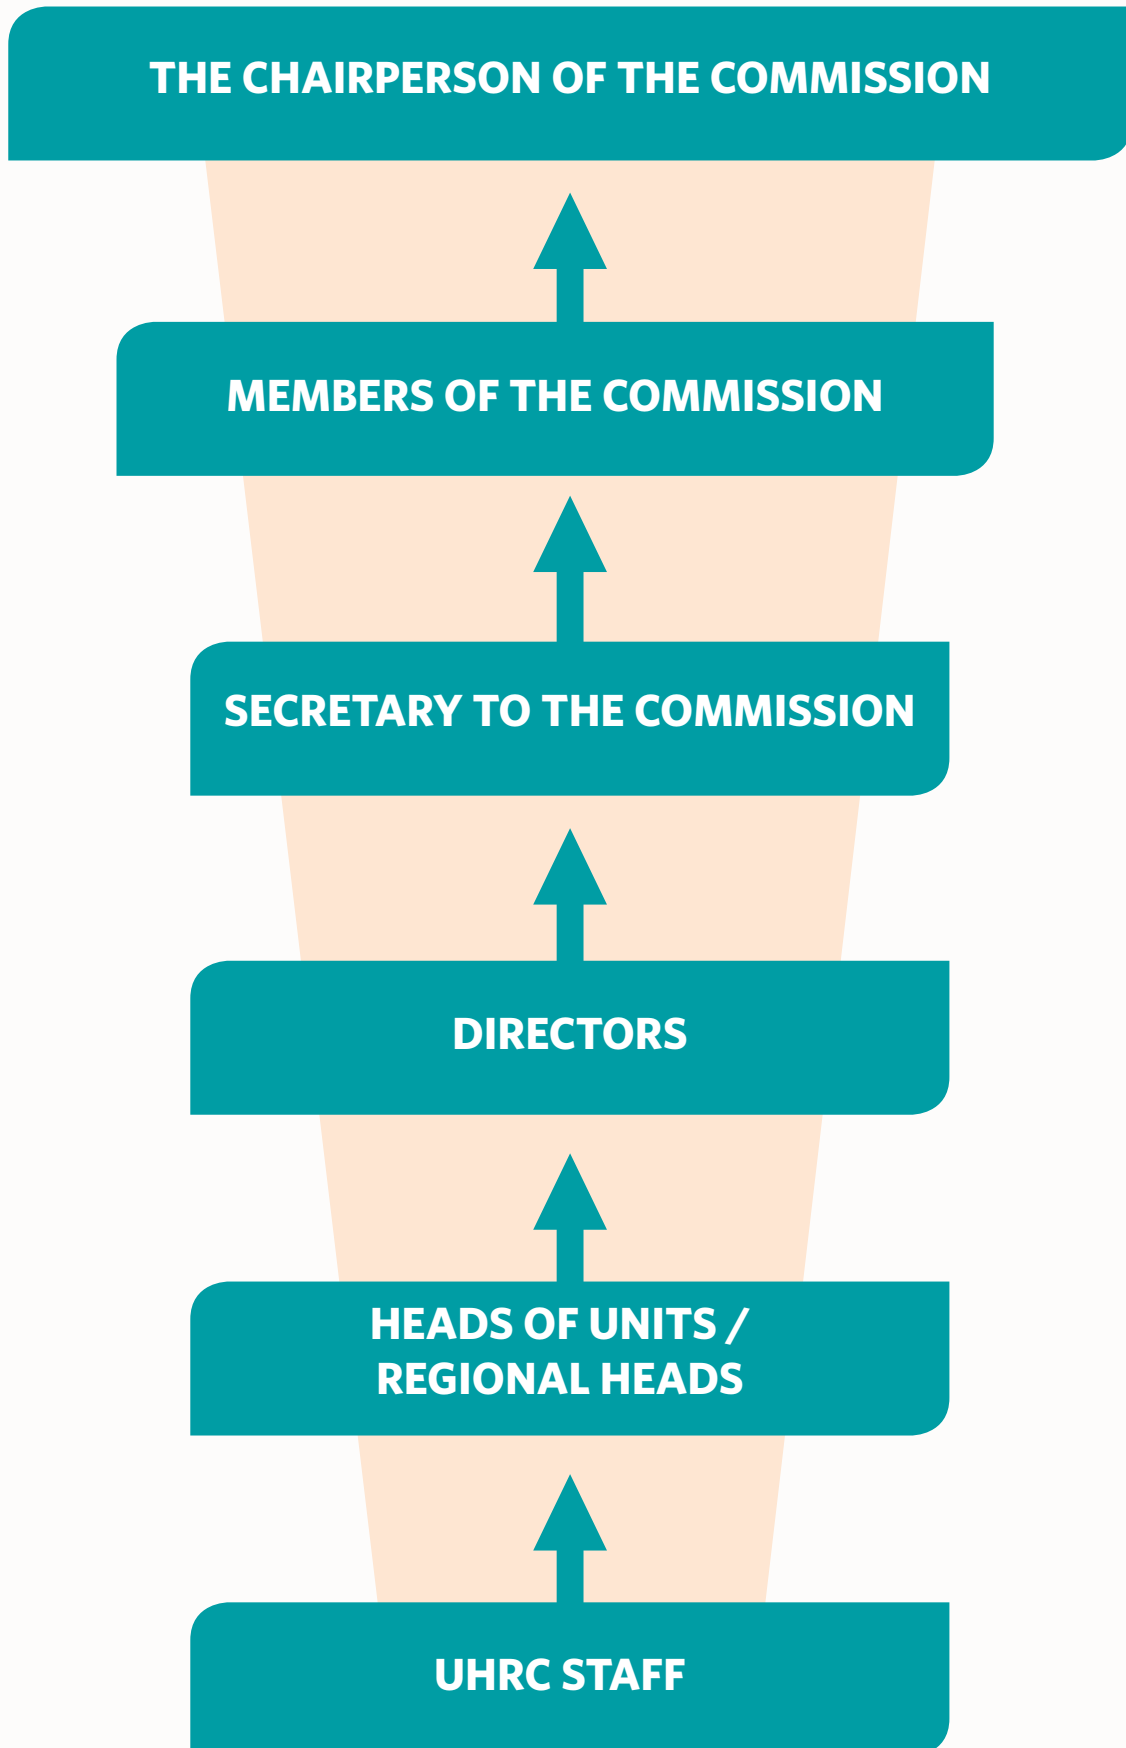 THE CHAIRPERSON OF THE COMMISSION
MEMBERS OF THE COMMISSION
SECRETARY TO THE COMMISSION
DIRECTORS
HEADS OF UNITS /
REGIONAL HEADS
UHRC STAFF